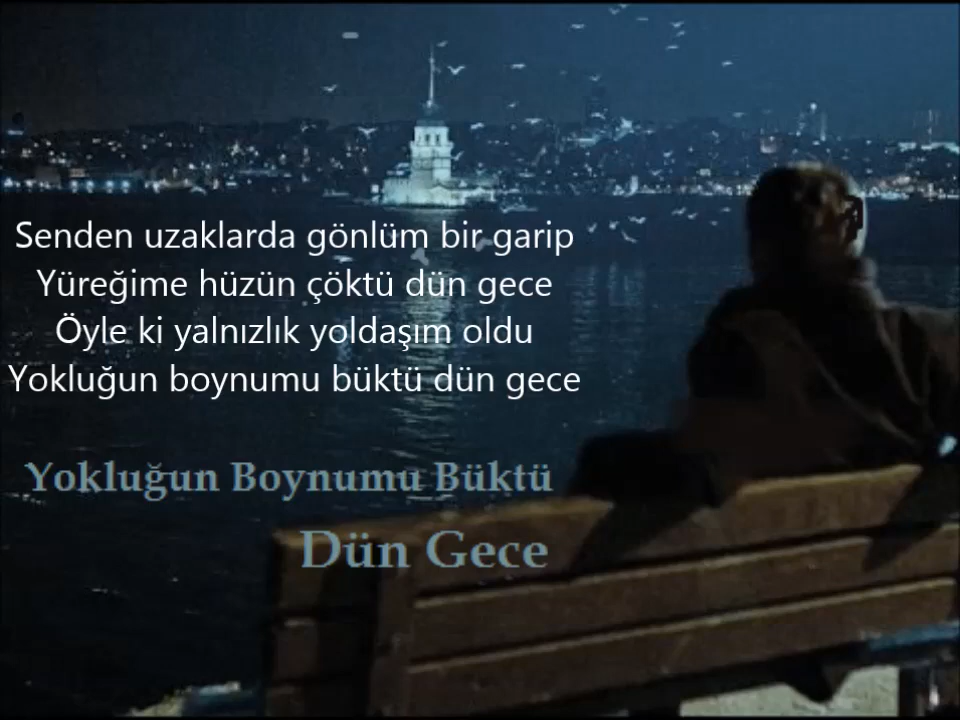 Senden uzaklarda gönlüm bir garip
Yüreğime hüzün çöktü dün gece
Öyle ki yalnızlık yoldaşım oldu
Yokluğun boynumu büktü dün gece
Yokluğun Boynumu Büktü
Dün Gece